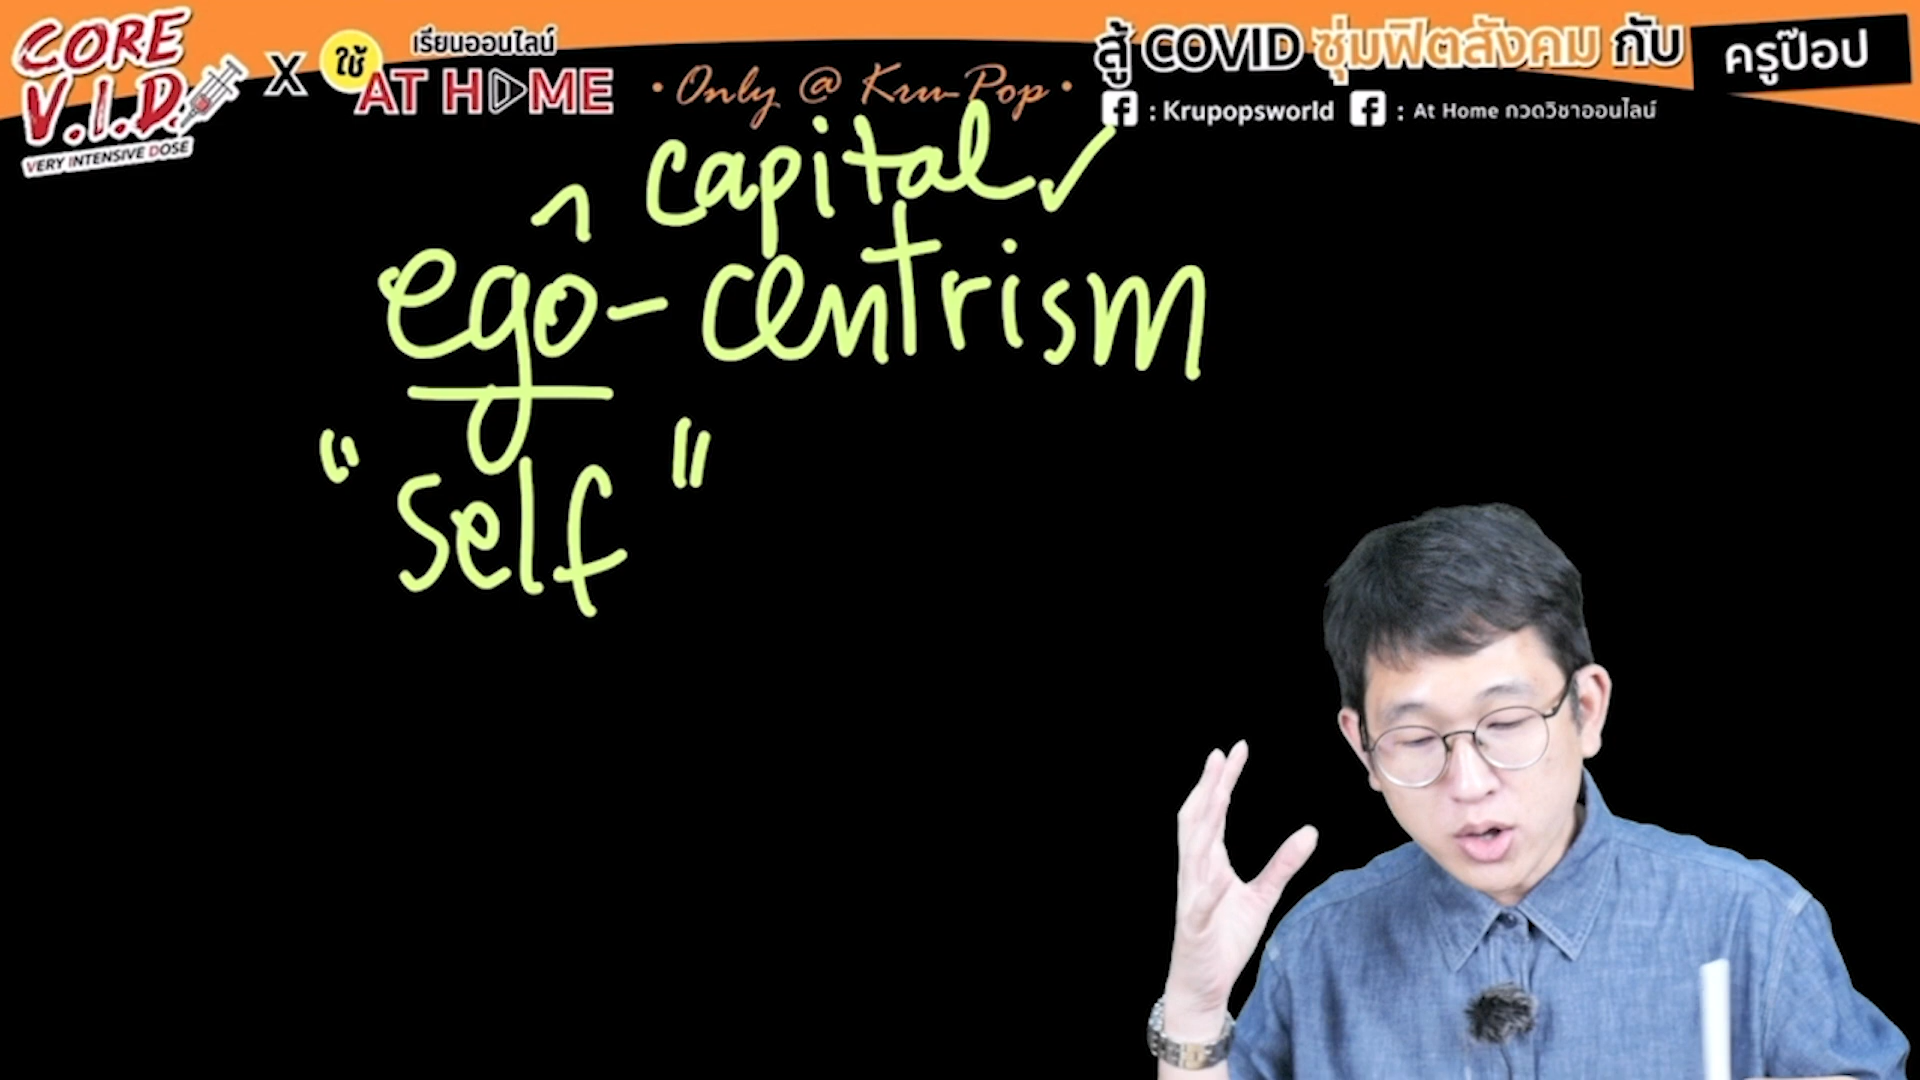 CORE
V.I.D.
VERY INTENSIVE DOSE
X
ใช้
เรียนออนไลน์
AT HOME
• Only @ Kru-Pop •
สู้ COVID ซุ่มฟิตสังคม กับ ครูป๊อป
: Krupopsworld : At Home กวดวิชาออนไลน์
capital ✓
ego-centrism
"self"